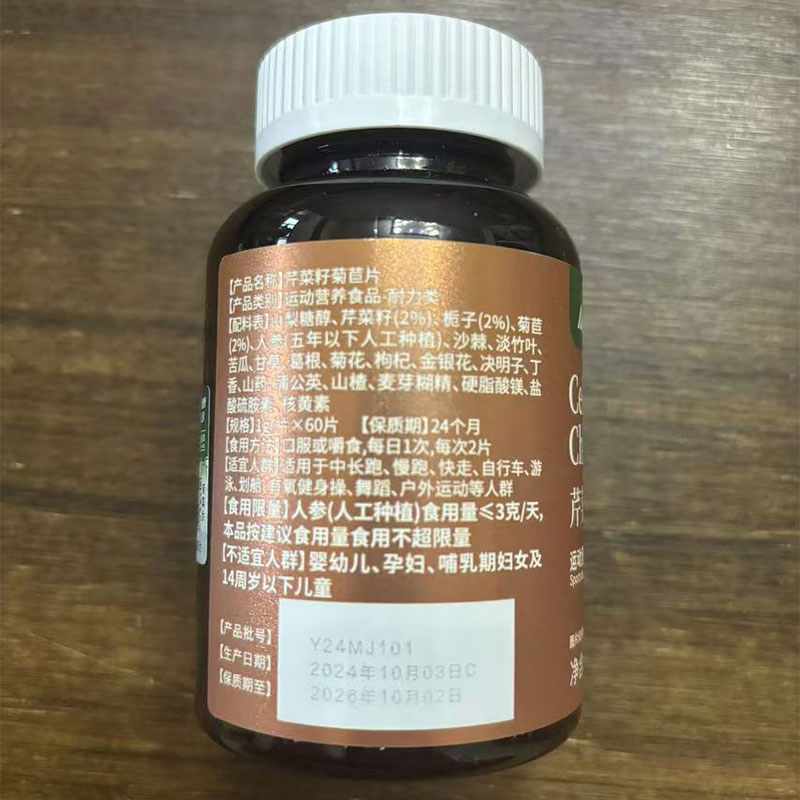 【产品名称】芹菜籽菊苣片
【产品类别】运动营养食品-耐力类
【配料表】山梨糖醇、芹菜籽(2%)、栀子(2%)、菊苣
(2%)、人参(五年以下人工种植)、沙棘、淡竹叶、
苦瓜、甘草、葛根、菊花、枸杞、金银花、决明子、丁
香、山药、蒲公英、山楂、麦芽糊精、硬脂酸镁、盐
酸硫胺素、核黄素
【规格】1g/片×60片 【保质期】24个月
【食用方法】口服或嚼食,每日1次,每次2片
【适宜人群】适用于中长跑、慢跑、快走、自行车、游
泳、划船、有氧健身操、舞蹈、户外运动等人群
【食用限量】人参(人工种植)食用量≤3克/天,
本品按建议食用量食用不超限量
【不适宜人群】婴幼儿、孕妇、哺乳期妇女及
14周岁以下儿童
【产品批号】 Y24MJ101
【生产日期】 2024年10月03日C
【保质期至】 2026年10月02日
Ce
芹
运动
净